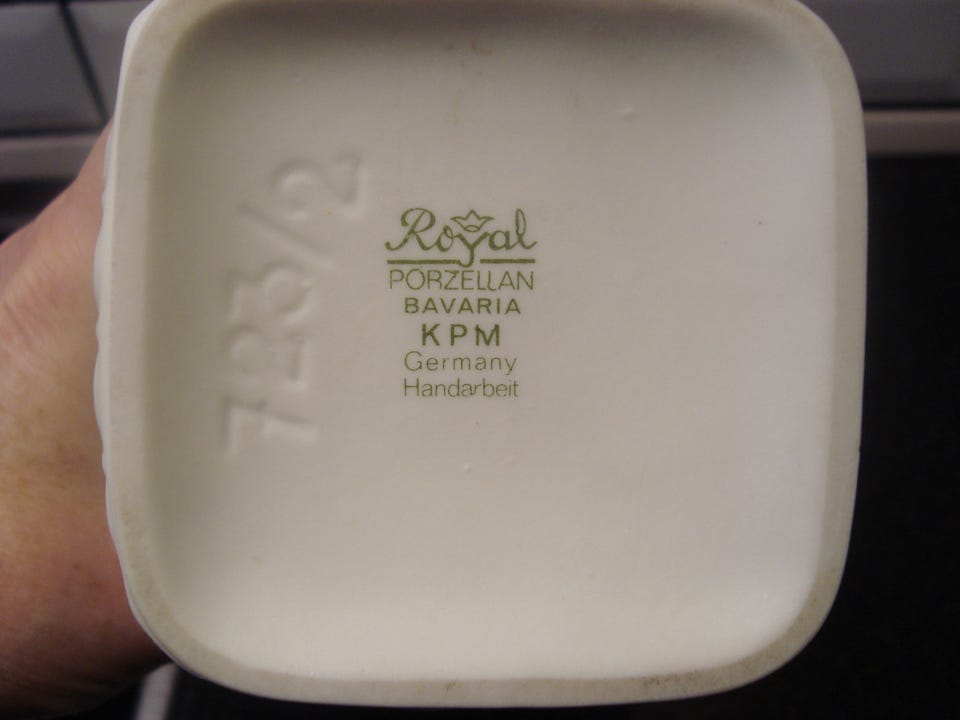 Royal
PORZELLAN
BAVARIA
KPM
Germany
Handarbeit
723/2